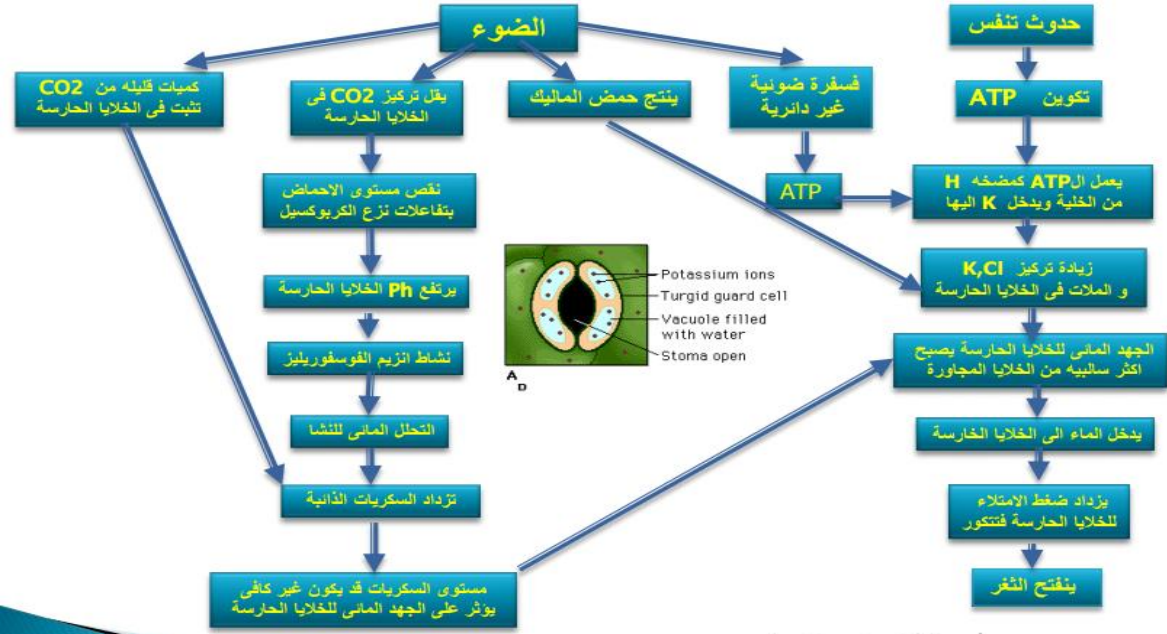 الضوء
حدوث تنفس
كميات قليله من CO2
تثبت فى الخلايا الحارسة
يقل تركيز CO2 فى
الخلايا الحارسة
ينتج حمض الماليك
فسفرة ضوئية
غير دائرية
تكوين ATP
نقص مستوى الاحماض
بتفاعلات نزع الكربوكسيل
ATP
يعمل الATP كمضخه H
من الخلية ويدخل K اليها
يرتفع Ph الخلايا الحارسة
زيادة تركيز K,Cl
و الملات فى الخلايا الحارسة
Potassium ions
Turgid guard cell
Vacuole filled
with water
Stoma open
A
D
نشاط انزيم الفوسفوريليز
الجهد المائى للخلايا الحارسة يصبح
اكثر سالبيه من الخلايا المجاورة
التحلل المائى للنشا
يدخل الماء الى الخلايا الخارسة
تزداد السكريات الذائبة
يزداد ضغط الامتلاء
للخلايا الحارسة فتتكور
مستوى السكريات قد يكون غير كافى
يؤثر على الجهد المائى للخلايا الحارسة
ينفتح الثغر